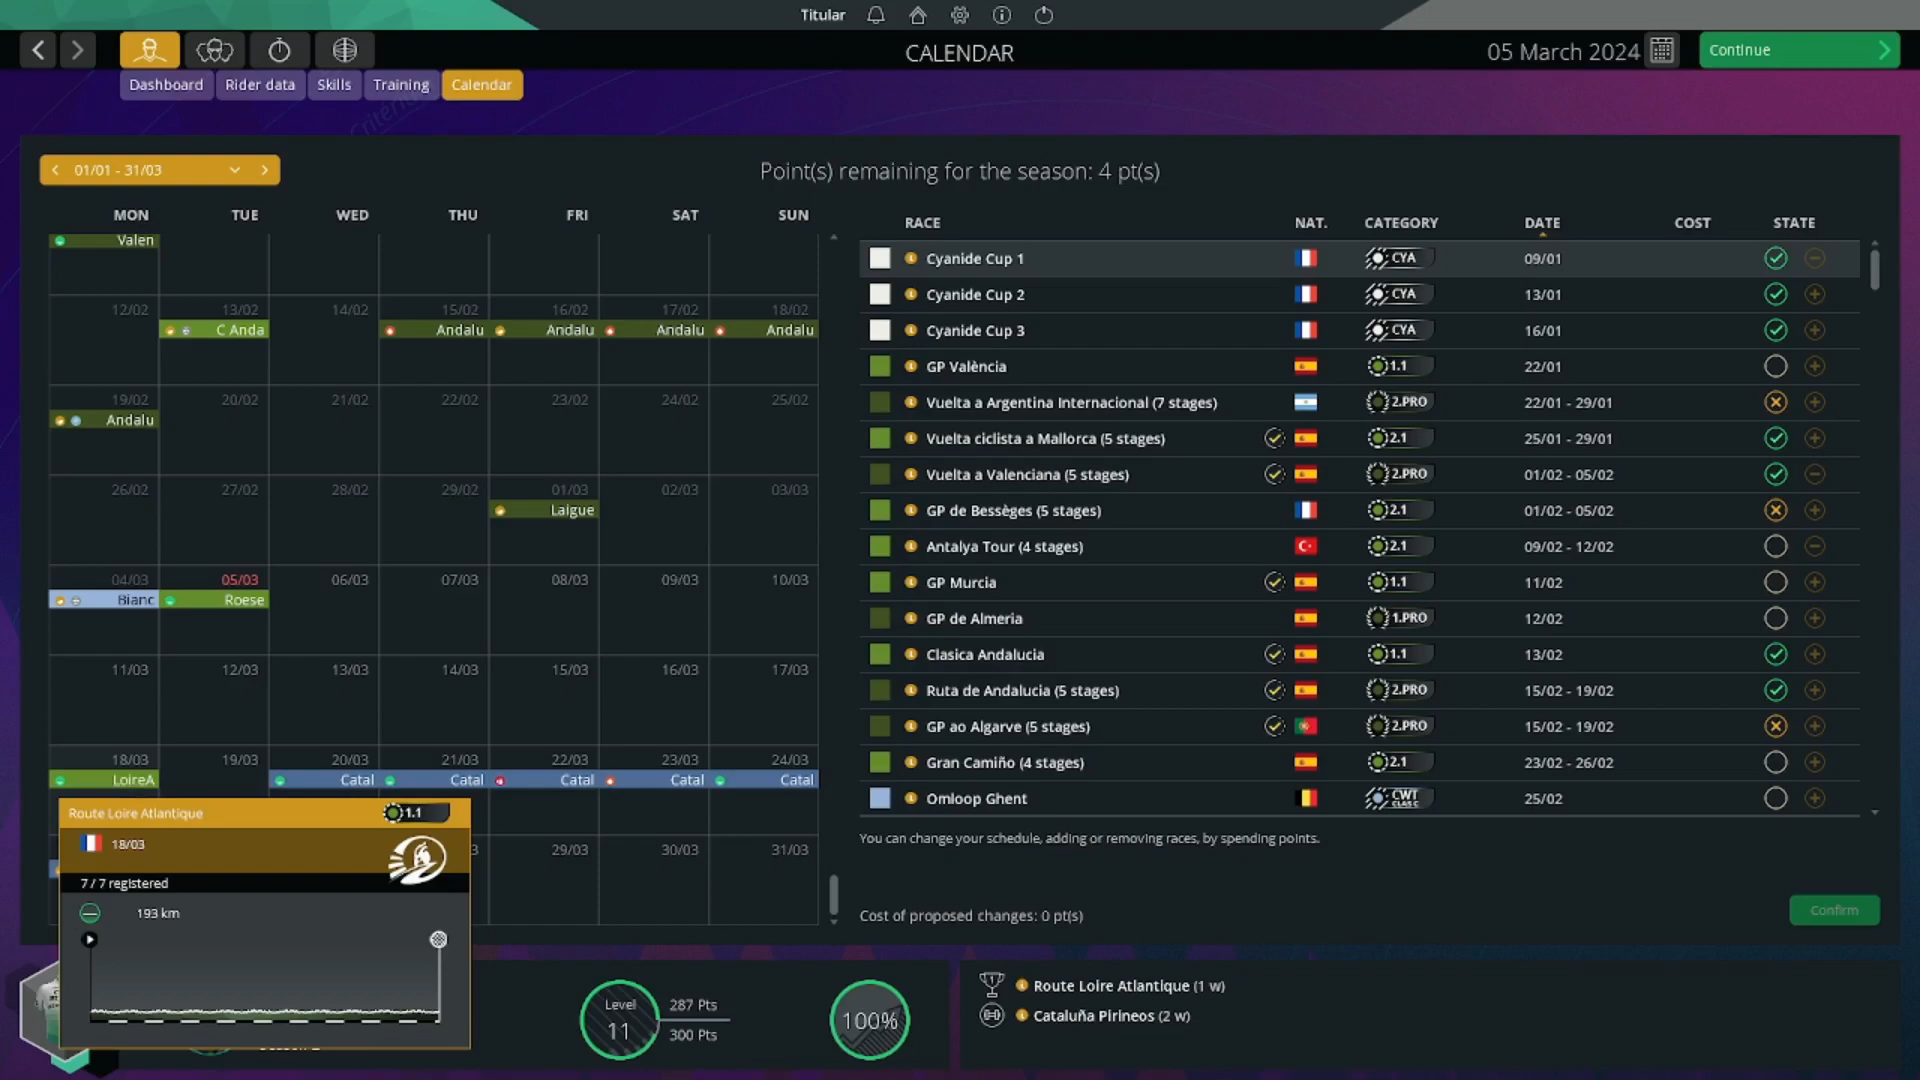 Titular
CALENDAR
05 March 2024
Continue
Dashboard
Rider data
Skills
Training
Calendar
01/01 - 31/03
Point(s) remaining for the season: 4 pt(s)
MON TUE WED THU FRI SAT SUN
Valen
12/02 13/02 14/02 15/02 16/02 17/02 18/02
C Anda Andalu Andalu Andalu Andalu
19/02 20/02 21/02 22/02 23/02 24/02 25/02
Andalu
26/02 27/02 28/02 29/02 01/03 02/03 03/03
Laigue
04/03 05/03 06/03 07/03 08/03 09/03 10/03
Bianc Roese
11/03 12/03 13/03 14/03 15/03 16/03 17/03
18/03 19/03 20/03 21/03 22/03 23/03 24/03
LoireA Catal Catal Catal Catal Catal
29/03 30/03 31/03
Route Loire Atlantique 1.1
18/03
7 / 7 registered
193 km
RACE NAT. CATEGORY DATE COST STATE
Cyanide Cup 1 CYA 09/01
Cyanide Cup 2 CYA 13/01
Cyanide Cup 3 CYA 16/01
GP València 1.1 22/01
Vuelta a Argentina Internacional (7 stages) 2.PRO 22/01 - 29/01
Vuelta ciclista a Mallorca (5 stages) 2.1 25/01 - 29/01
Vuelta a Valenciana (5 stages) 2.PRO 01/02 - 05/02
GP de Bessèges (5 stages) 2.1 01/02 - 05/02
Antalya Tour (4 stages) 2.1 09/02 - 12/02
GP Murcia 1.1 11/02
GP de Almeria 1.PRO 12/02
Clasica Andalucia 1.1 13/02
Ruta de Andalucia (5 stages) 2.PRO 15/02 - 19/02
GP ao Algarve (5 stages) 2.PRO 15/02 - 19/02
Gran Camiño (4 stages) 2.1 23/02 - 26/02
Omloop Ghent CWT CLASC 25/02
You can change your schedule, adding or removing races, by spending points.
Cost of proposed changes: 0 pt(s)
Confirm
Level
11
287 Pts
300 Pts
100%
Route Loire Atlantique (1 w)
Cataluña Pirineos (2 w)